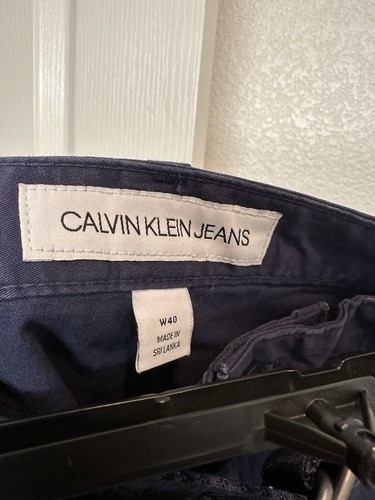 CALVIN KLEIN JEANS
W40
MADE IN
SRI LANKA